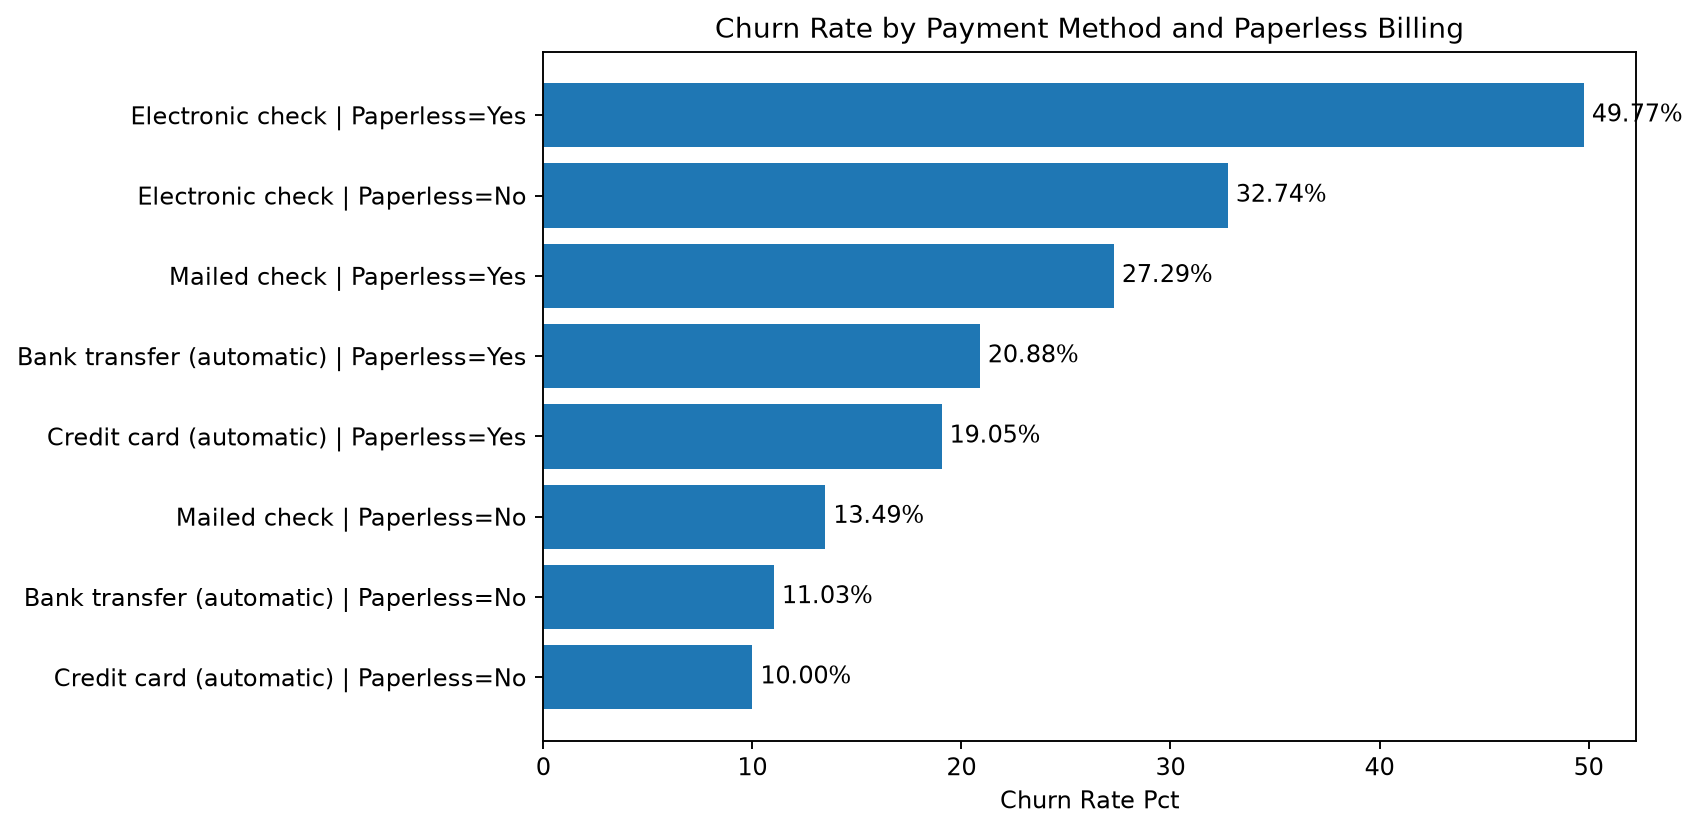 Churn Rate by Payment Method and Paperless Billing
Electronic check | Paperless=Yes
49.77%
Electronic check | Paperless=No
32.74%
Mailed check | Paperless=Yes
27.29%
Bank transfer (automatic) | Paperless=Yes
20.88%
Credit card (automatic) | Paperless=Yes
19.05%
Mailed check | Paperless=No
13.49%
Bank transfer (automatic) | Paperless=No
11.03%
Credit card (automatic) | Paperless=No
10.00%
0 10 20 30 40 50
Churn Rate Pct